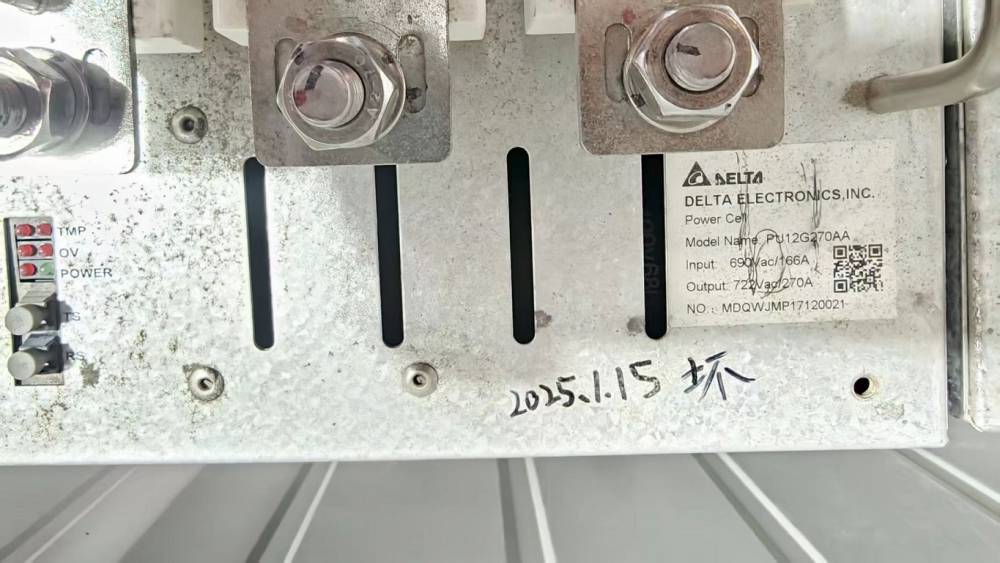 TMP
OV
POWER
TS
RS
DELTA
DELTA ELECTRONICS,INC.
Power Cell
Model Name: PU12G270AA
Input: 690Vac/166A
Output: 722Vac/270A
NO.: MDQWJMP17120021
2025.1.15 坏